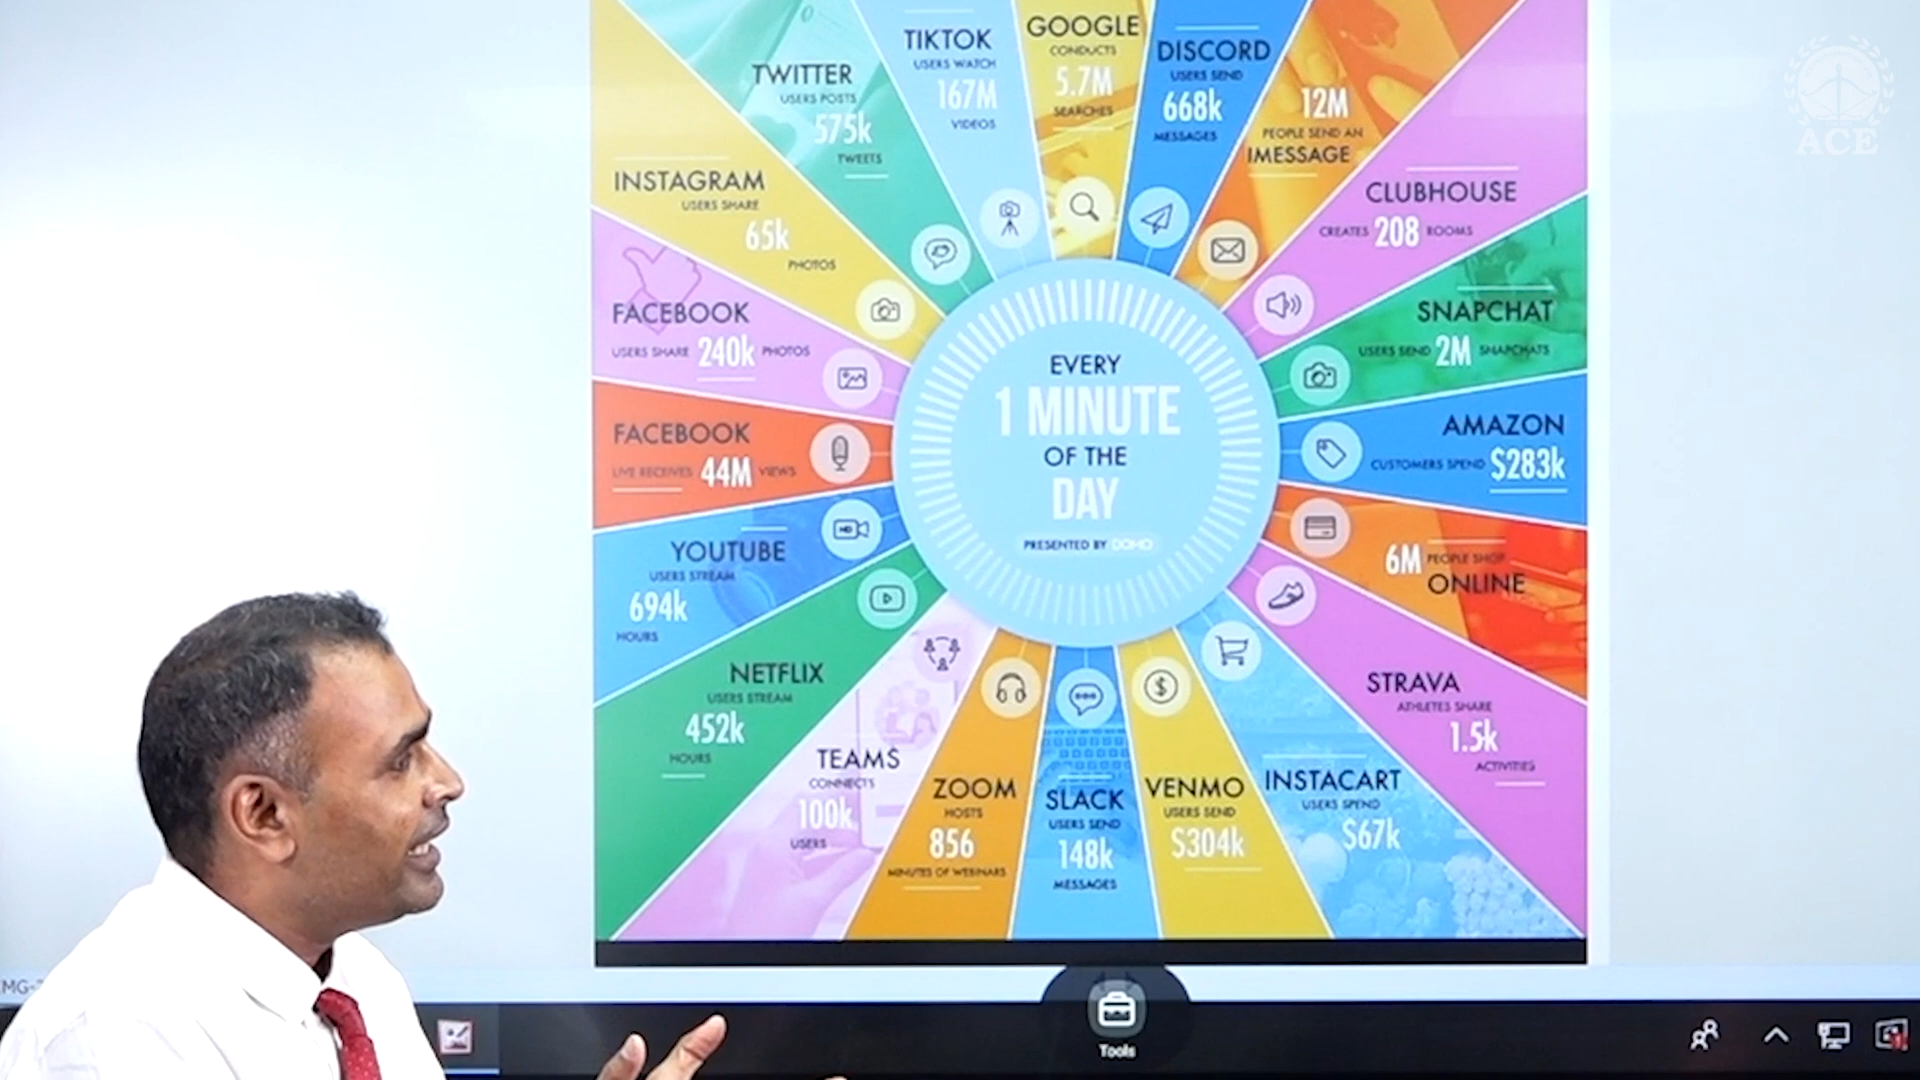 TIKTOK
USERS WATCH
167M
VIDEOS
GOOGLE
CONDUCTS
5.7M
SEARCHES
DISCORD
USERS SEND
668k
MESSAGES
12M
PEOPLE SEND AN
IMESSAGE
ACE
TWITTER
USERS POSTS
575k
TWEETS
INSTAGRAM
USERS SHARE
65k
PHOTOS
CLUBHOUSE
CREATES 208 ROOMS
FACEBOOK
USERS SHARE 240k PHOTOS
SNAPCHAT
USERS SEND 2M SNAPCHATS
EVERY
1 MINUTE
OF THE
DAY
PRESENTED BY DOMO
FACEBOOK
LIVE RECEIVES 44M VIEWS
AMAZON
CUSTOMERS SPEND $283k
YOUTUBE
USERS STREAM
694k
HOURS
6M PEOPLE SHOP
ONLINE
NETFLIX
USERS STREAM
452k
HOURS
STRAVA
ATHLETES SHARE
1.5k
ACTIVITIES
TEAMS
CONNECTS
100k
USERS
ZOOM
HOSTS
856
MINUTES OF WEBINARS
SLACK
USERS SEND
148k
MESSAGES
VENMO
USERS SEND
$304k
INSTACART
USERS SPEND
$67k
HD
Tools